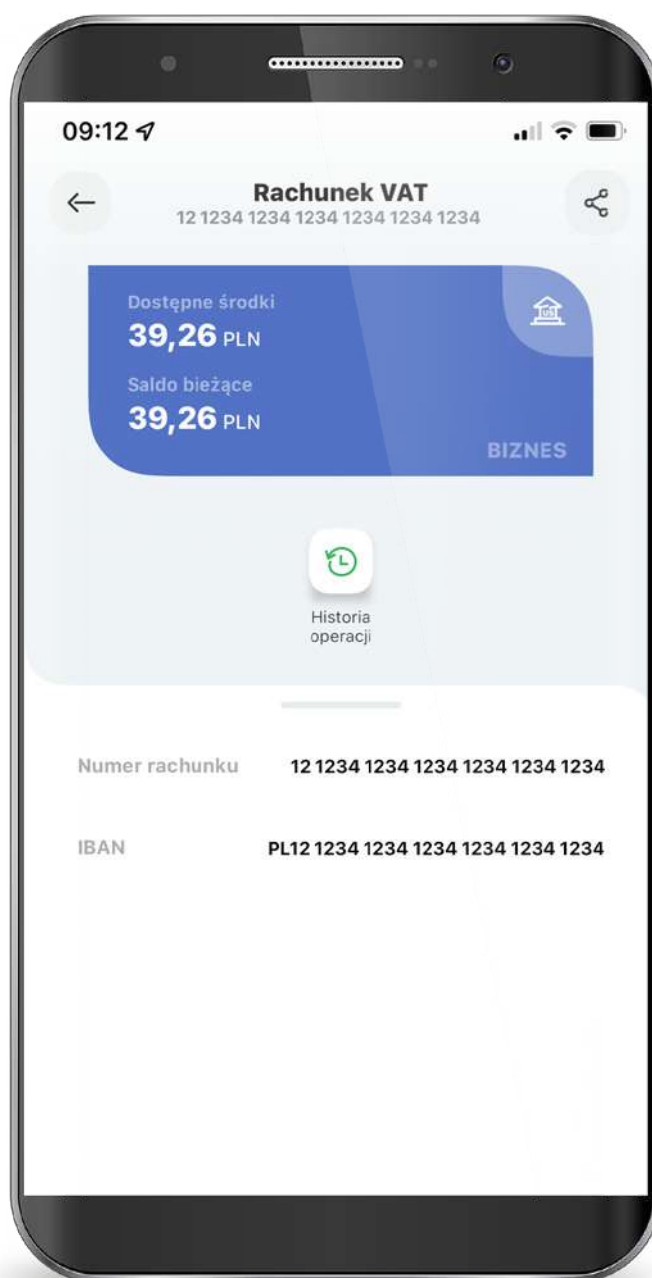 09:12
Rachunek VAT
12 1234 1234 1234 1234 1234 1234
Dostępne środki
39,26 PLN
US
Saldo bieżące
39,26 PLN
BIZNES
Historia
operacji
Numer rachunku 12 1234 1234 1234 1234 1234 1234
IBAN PL12 1234 1234 1234 1234 1234 1234